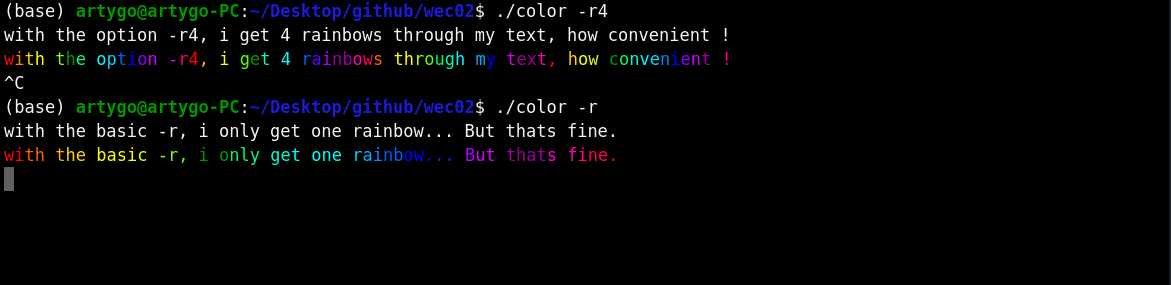 (base) artygo@artygo-PC:~/Desktop/github/wec02$ ./color -r4
with the option -r4, i get 4 rainbows through my text, how convenient !
with the option -r4, i get 4 rainbows through my text, how convenient !
^C
(base) artygo@artygo-PC:~/Desktop/github/wec02$ ./color -r
with the basic -r, i only get one rainbow... But thats fine.
with the basic -r, i only get one rainbow... But thats fine.